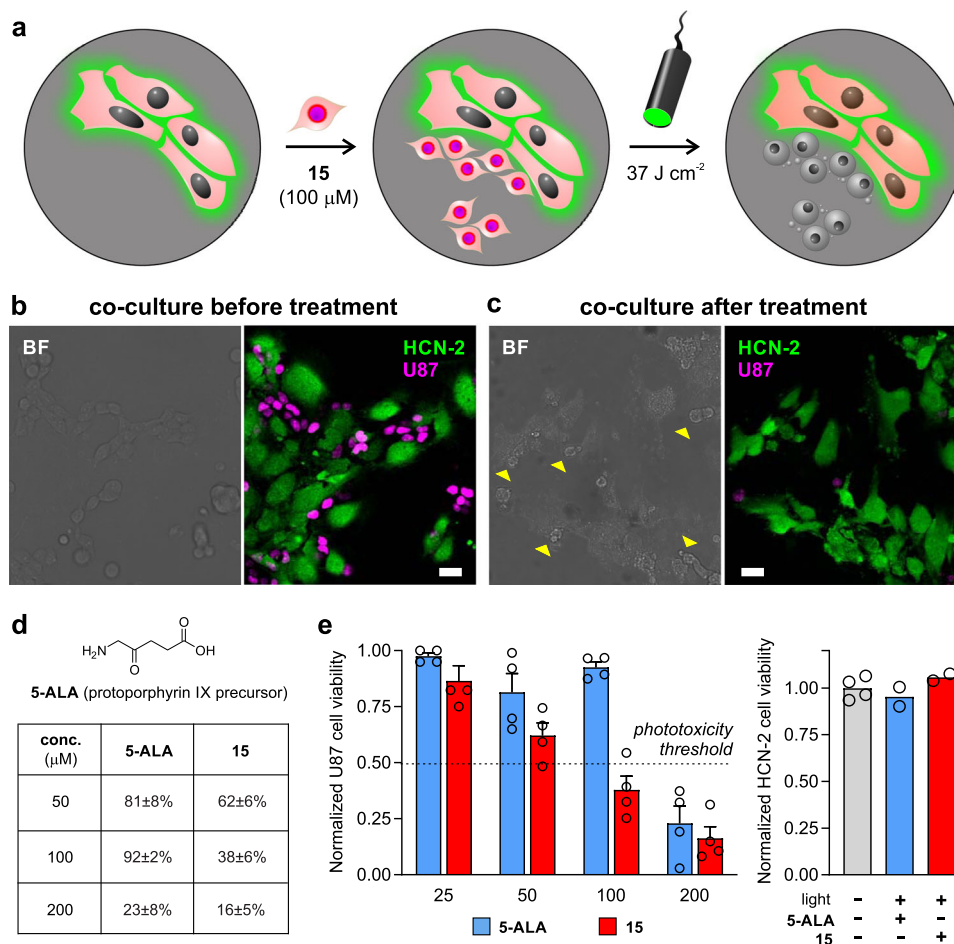 a
15
(100 μM)
37 J cm-2
b
co-culture before treatment
c
co-culture after treatment
BF
HCN-2
U87
BF
HCN-2
U87
d
O
H2N
OH
O
5-ALA (protoporphyrin IX precursor)
conc.
(μM)
5-ALA
15
50
81±8%
62±6%
100
92±2%
38±6%
200
23±8%
16±5%
e
Normalized U87 cell viability
1.00
0.75
0.50
0.25
0.00
phototoxicity
threshold
25
50
100
200
5-ALA
15
Normalized HCN-2 cell viability
1.00
0.75
0.50
0.25
0.00
light - + +
5-ALA - + -
15 - - +